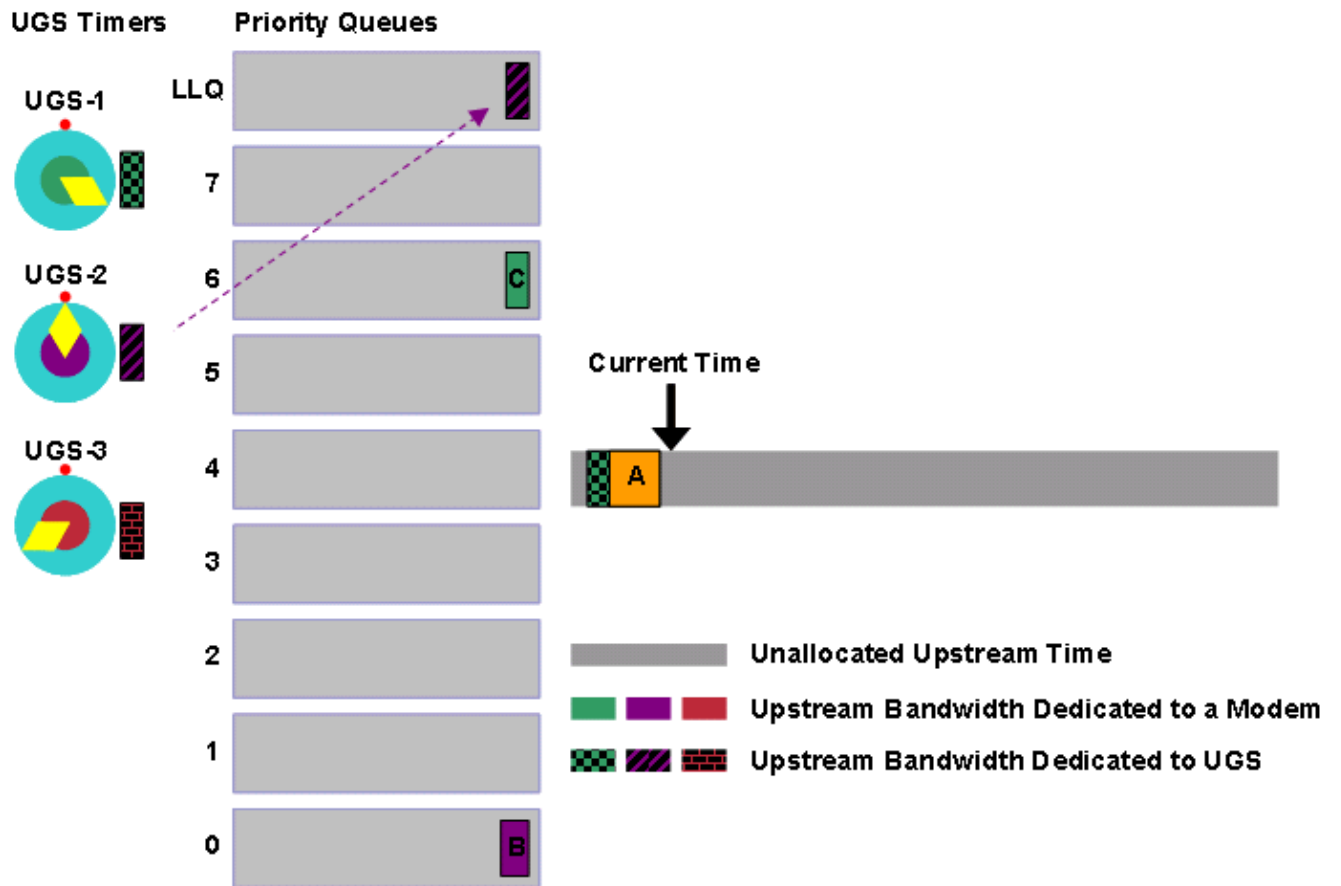 UGS Timers
Priority Queues
UGS-1
UGS-2
UGS-3
LLQ
7
6
C
5
4
3
2
1
0
B
Current Time
A
Unallocated Upstream Time
Upstream Bandwidth Dedicated to a Modem
Upstream Bandwidth Dedicated to UGS